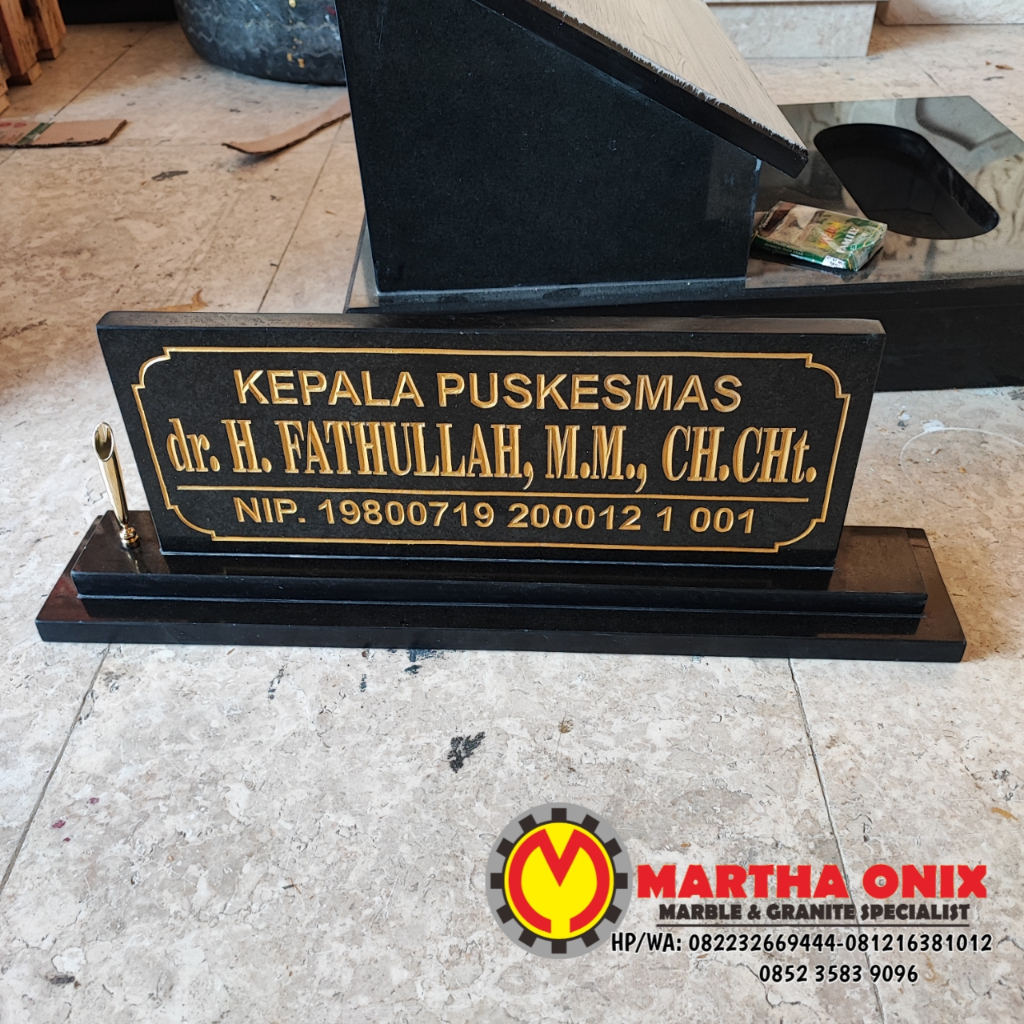 KEPALA PUSKESMAS
dr. H. FATHULLAH, M.M., CH.CHt.
NIP. 19800719 200012 1 001
MARTHA ONIX
MARBLE & GRANITE SPECIALIST
HP/WA: 082232669444-081216381012
0852 3583 9096